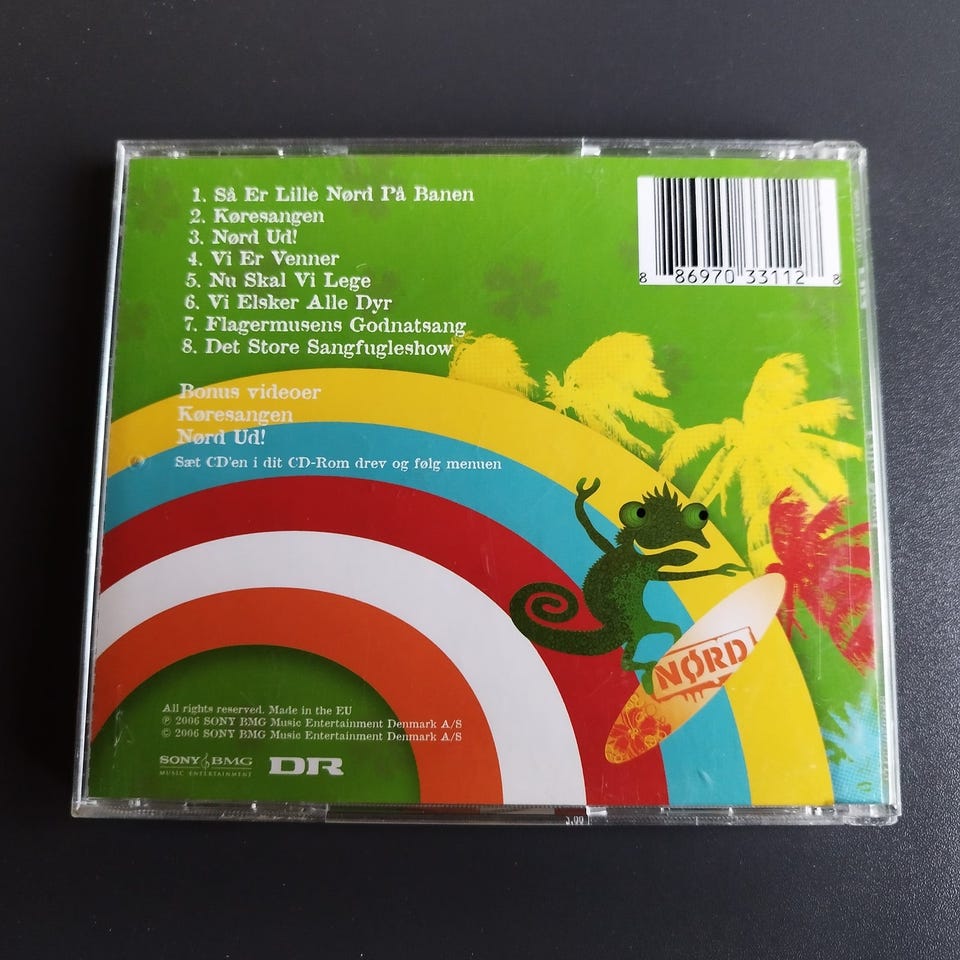 1. Så Er Lille Nørd På Banen
2. Køresangen
3. Nørd Ud!
4. Vi Er Venner
5. Nu Skal Vi Lege
6. Vi Elsker Alle Dyr
7. Flagermusens Godnatsang
8. Det Store Sangfugleshow
8 86970 33112 8
Bonus videoer
Køresangen
Nørd Ud!
Sæt CD'en i dit CD-Rom drev og følg menuen
NØRD
All rights reserved. Made in the EU
℗ 2006 SONY BMG Music Entertainment Denmark A/S
© 2006 SONY BMG Music Entertainment Denmark A/S
SONY BMG
MUSIC ENTERTAINMENT
DR